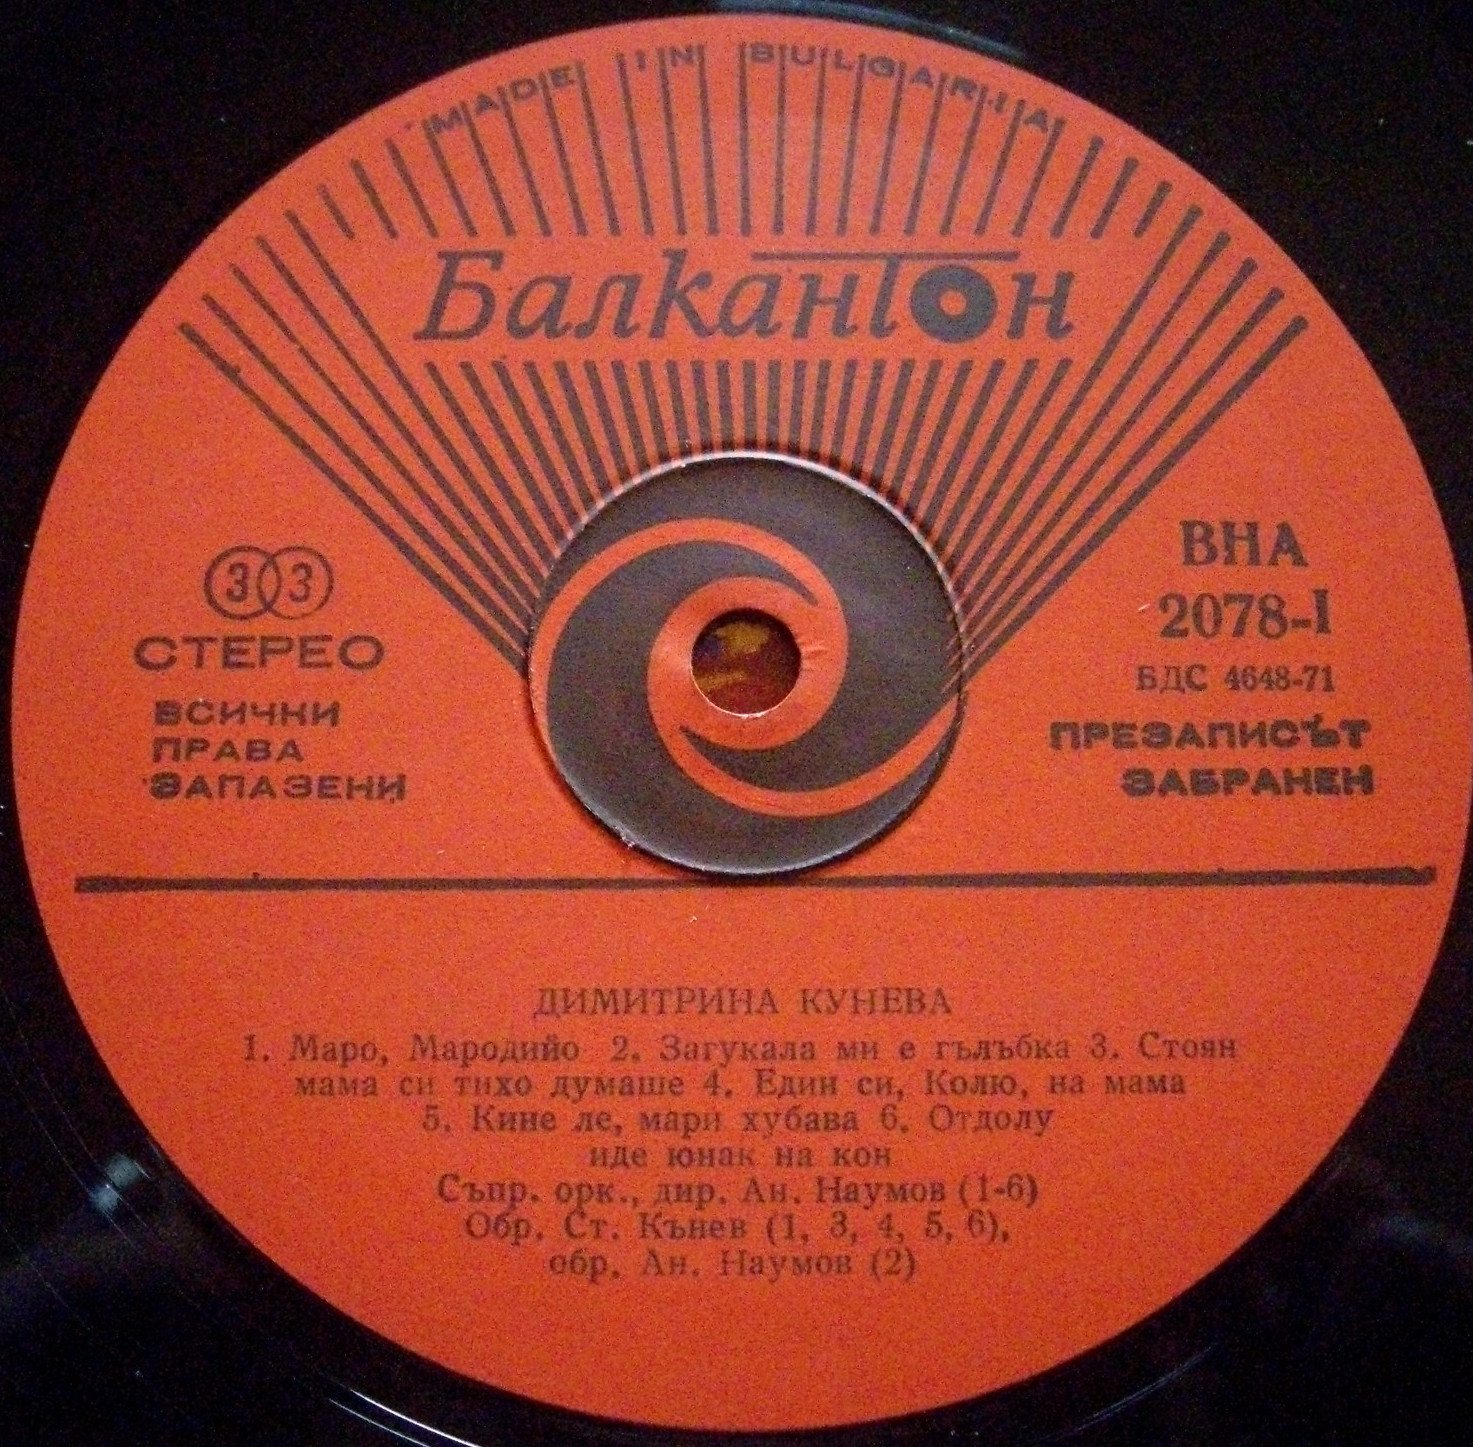 MADE IN BULGARIA
Балкантон
33
СТЕРЕО
ВСИЧКИ
ПРАВА
ЗАПАЗЕНИ
ВНА
2078-I
БДС 4648-71
ПРЕЗАПИСЪТ
ЗАБРАНЕН
ДИМИТРИНА КУНЕВА
1. Маро, Мародийо 2. Загукала ми е гълъбка 3. Стоян
мама си тихо думаше 4. Един си, Колю, на мама
5. Кине ле, мари хубава 6. Отдолу
иде юнак на кон
Съпр. орк., дир. Ан. Наумов (1-6)
Обр. Ст. Кънев (1, 3, 4, 5, 6),
обр. Ан. Наумов (2)